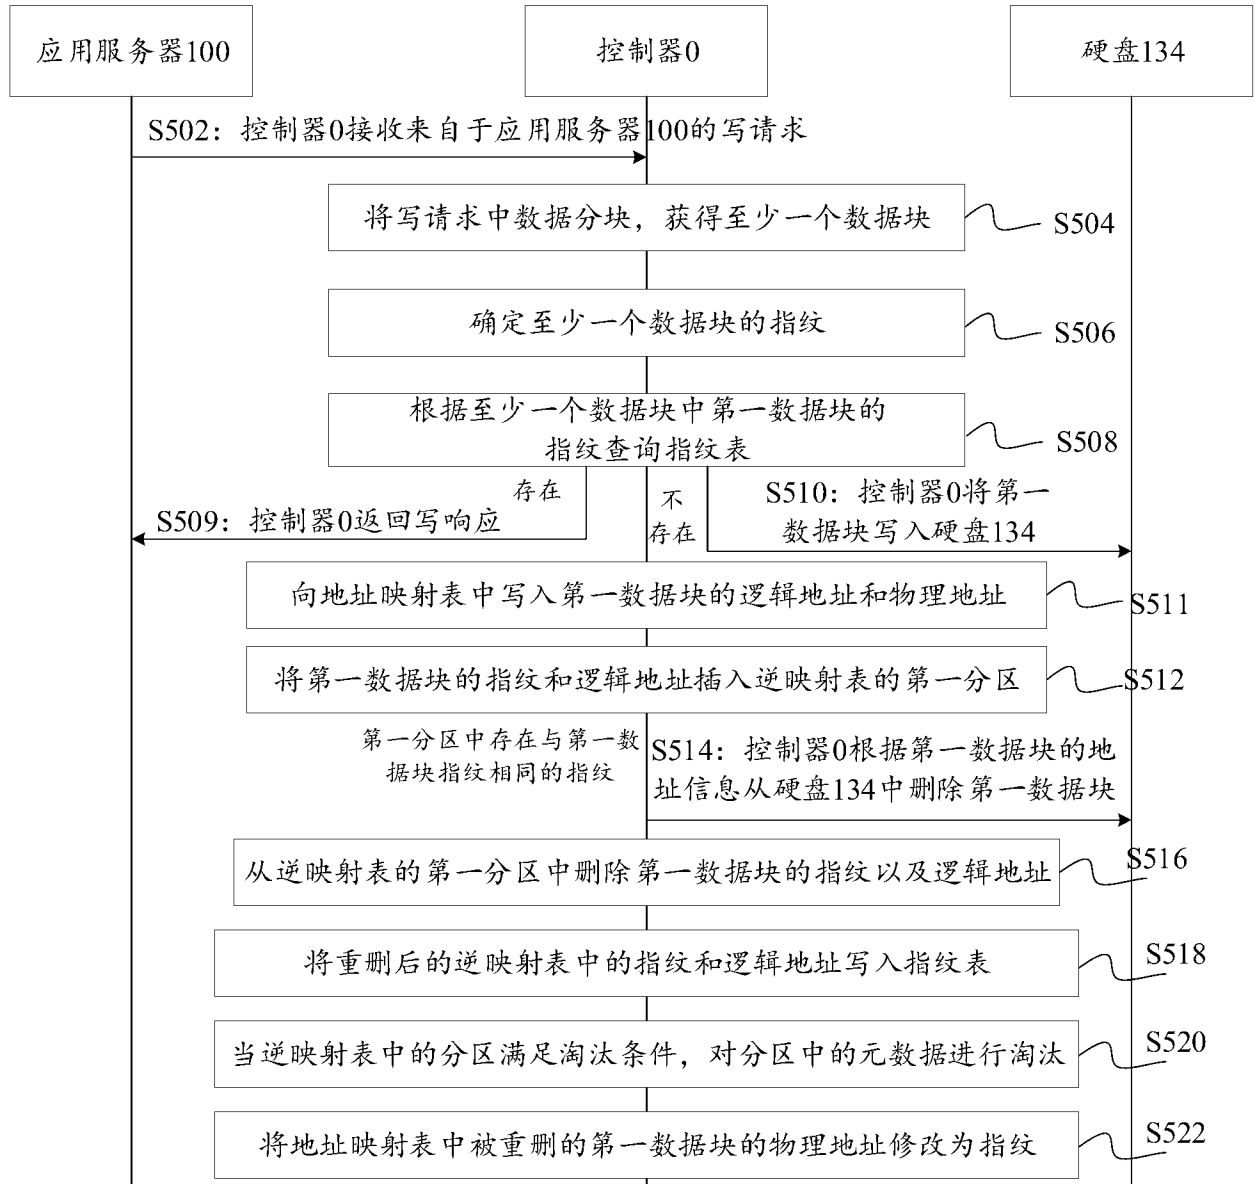 应用服务器100
控制器0
硬盘134
S502：控制器0接收来自于应用服务器100的写请求
将写请求中数据分块，获得至少一个数据块
S504
确定至少一个数据块的指纹
S506
根据至少一个数据块中第一数据块的
指纹查询指纹表
S508
存在
S509：控制器0返回写响应
不
存在
S510：控制器0将第一
数据块写入硬盘134
向地址映射表中写入第一数据块的逻辑地址和物理地址
S511
将第一数据块的指纹和逻辑地址插入逆映射表的第一分区
S512
第一分区中存在与第一数
据块指纹相同的指纹
S514：控制器0根据第一数据块的地
址信息从硬盘134中删除第一数据块
从逆映射表的第一分区中删除第一数据块的指纹以及逻辑地址
S516
将重删后的逆映射表中的指纹和逻辑地址写入指纹表
S518
当逆映射表中的分区满足淘汰条件，对分区中的元数据进行淘汰
S520
将地址映射表中被重删的第一数据块的物理地址修改为指纹
S522